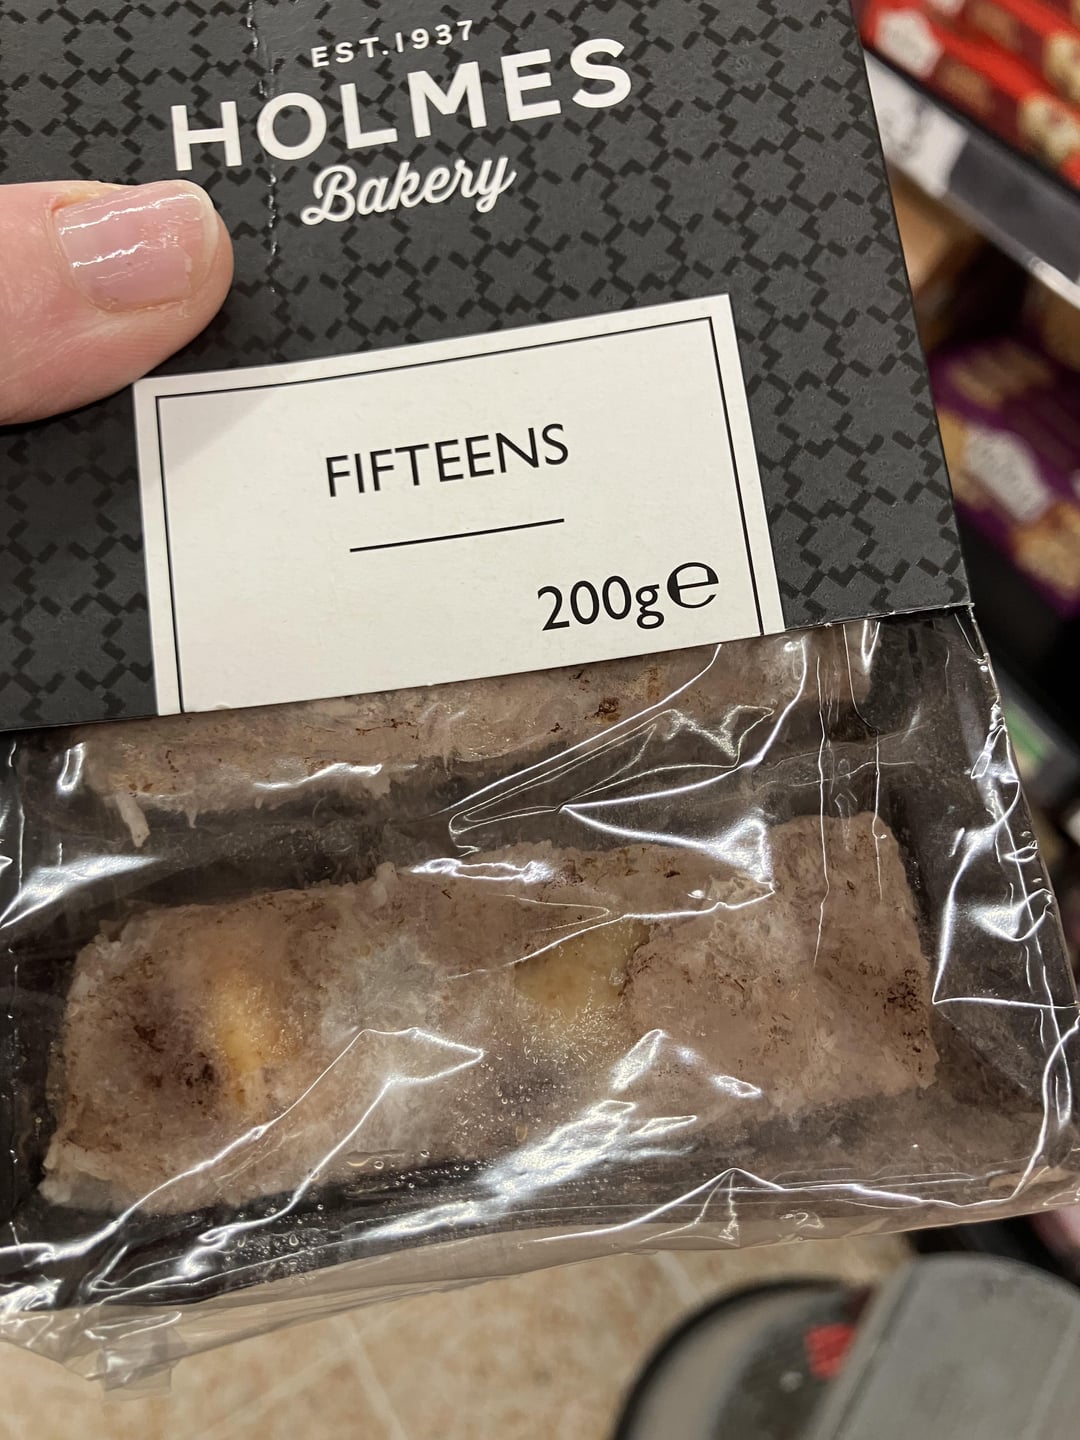 EST.1937
HOLMES
Bakery
FIFTEENS
200g℮